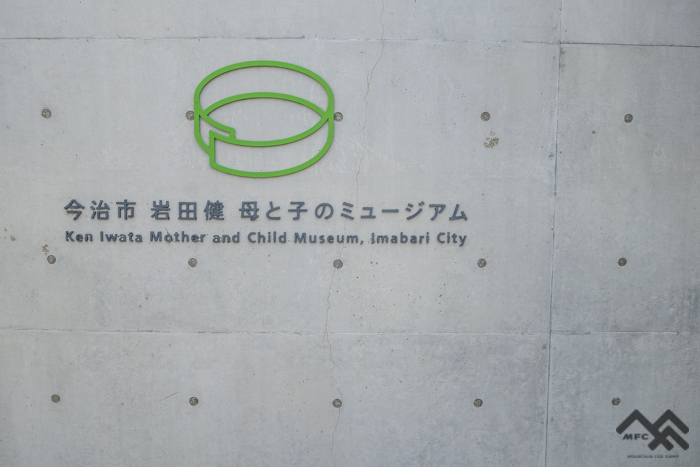 今治市 岩田健 母と子のミュージアム
Ken Iwata Mother and Child Museum, Imabari City
MFC